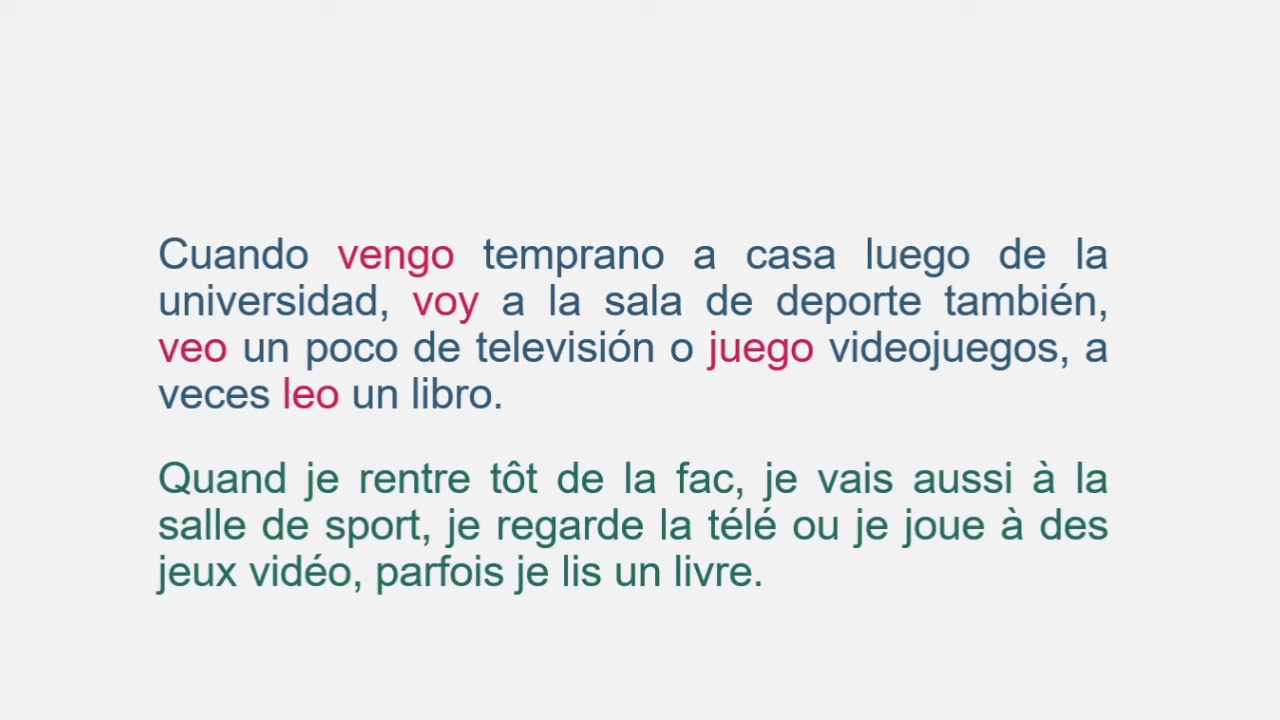 Cuando vengo temprano a casa luego de la
universidad, voy a la sala de deporte también,
veo un poco de televisión o juego videojuegos, a
veces leo un libro.
Quand je rentre tôt de la fac, je vais aussi à la
salle de sport, je regarde la télé ou je joue à des
jeux vidéo, parfois je lis un livre.